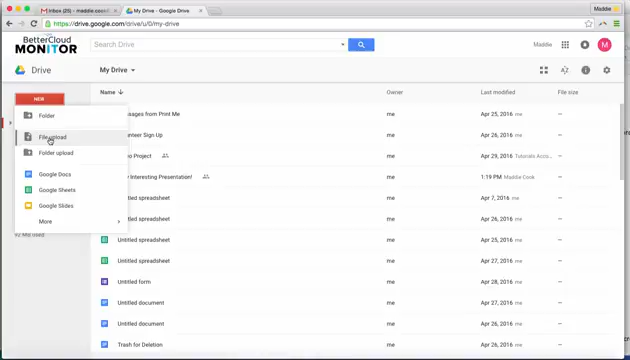 Inbox (25) - maddie.cook@
My Drive - Google Drive
Maddie
https://drive.google.com/drive/u/0/my-drive
BetterCloud
MONITOR
Search Drive
Maddie
M
Drive
My Drive
NEW
Name
Owner
Last modified
File size
Folder
File upload
Folder upload
Google Docs
Google Sheets
Google Slides
More
ssages from Print Me me Apr 25, 2016 me —
unteer Sign Up me Apr 27, 2016 me —
Project me Apr 29, 2016 Tutorials Acco... —
y Interesting Presentation! me 1:19 PM Maddie Cook —
Untitled spreadsheet me Apr 7, 2016 me —
Untitled spreadsheet me Apr 26, 2016 me —
Untitled spreadsheet me Apr 25, 2016 me —
Untitled spreadsheet me Apr 27, 2016 me —
Untitled form me Apr 28, 2016 me —
Untitled document me Apr 27, 2016 me —
Untitled document me Apr 26, 2016 me —
Trash for Deletion me Apr 25, 2016 me —